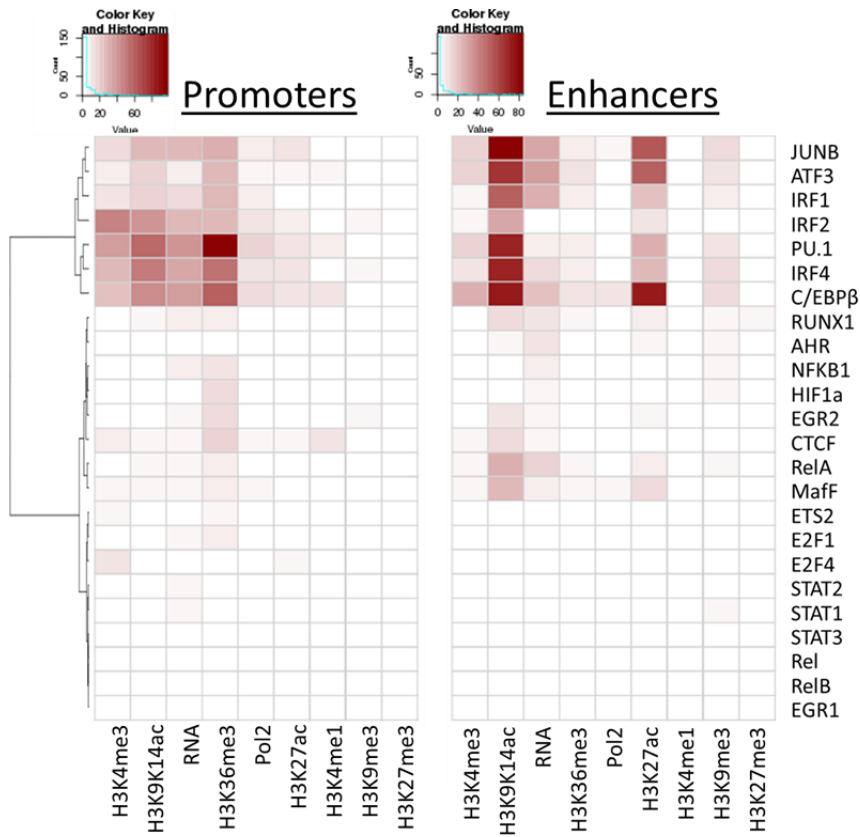 Color Key
and Histogram
Count
0 50 150
0 20 60
Value
Promoters
Color Key
and Histogram
Count
0 50
0 20 40 60 80
Value
Enhancers
JUNB
ATF3
IRF1
IRF2
PU.1
IRF4
C/EBPβ
RUNX1
AHR
NFKB1
HIF1a
EGR2
CTCF
RelA
MafF
ETS2
E2F1
E2F4
STAT2
STAT1
STAT3
Rel
RelB
EGR1
H3K4me3
H3K9K14ac
RNA
H3K36me3
Pol2
H3K27ac
H3K4me1
H3K9me3
H3K27me3
H3K4me3
H3K9K14ac
RNA
H3K36me3
Pol2
H3K27ac
H3K4me1
H3K9me3
H3K27me3